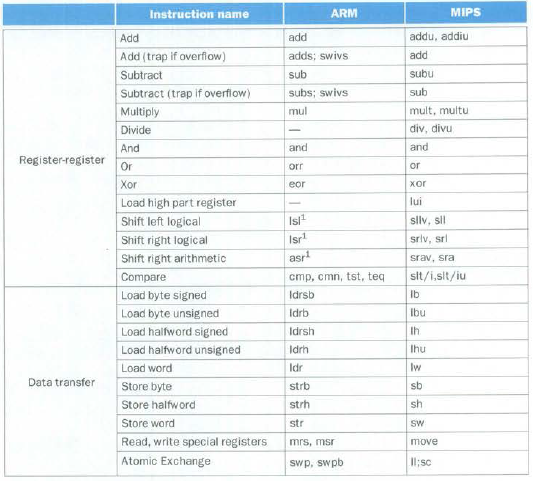 Instruction name ARM MIPS
Register-register
Add add addu, addiu
Add (trap if overflow) adds; swivs add
Subtract sub subu
Subtract (trap if overflow) subs; swivs sub
Multiply mul mult, multu
Divide — div, divu
And and and
Or orr or
Xor eor xor
Load high part register — lui
Shift left logical lsl¹ sllv, sll
Shift right logical lsr¹ srlv, srl
Shift right arithmetic asr¹ srav, sra
Compare cmp, cmn, tst, teq slt/i,slt/iu
Data transfer
Load byte signed ldrsb lb
Load byte unsigned ldrb lbu
Load halfword signed ldrsh lh
Load halfword unsigned ldrh lhu
Load word ldr lw
Store byte strb sb
Store halfword strh sh
Store word str sw
Read, write special registers mrs, msr move
Atomic Exchange swp, swpb ll;sc